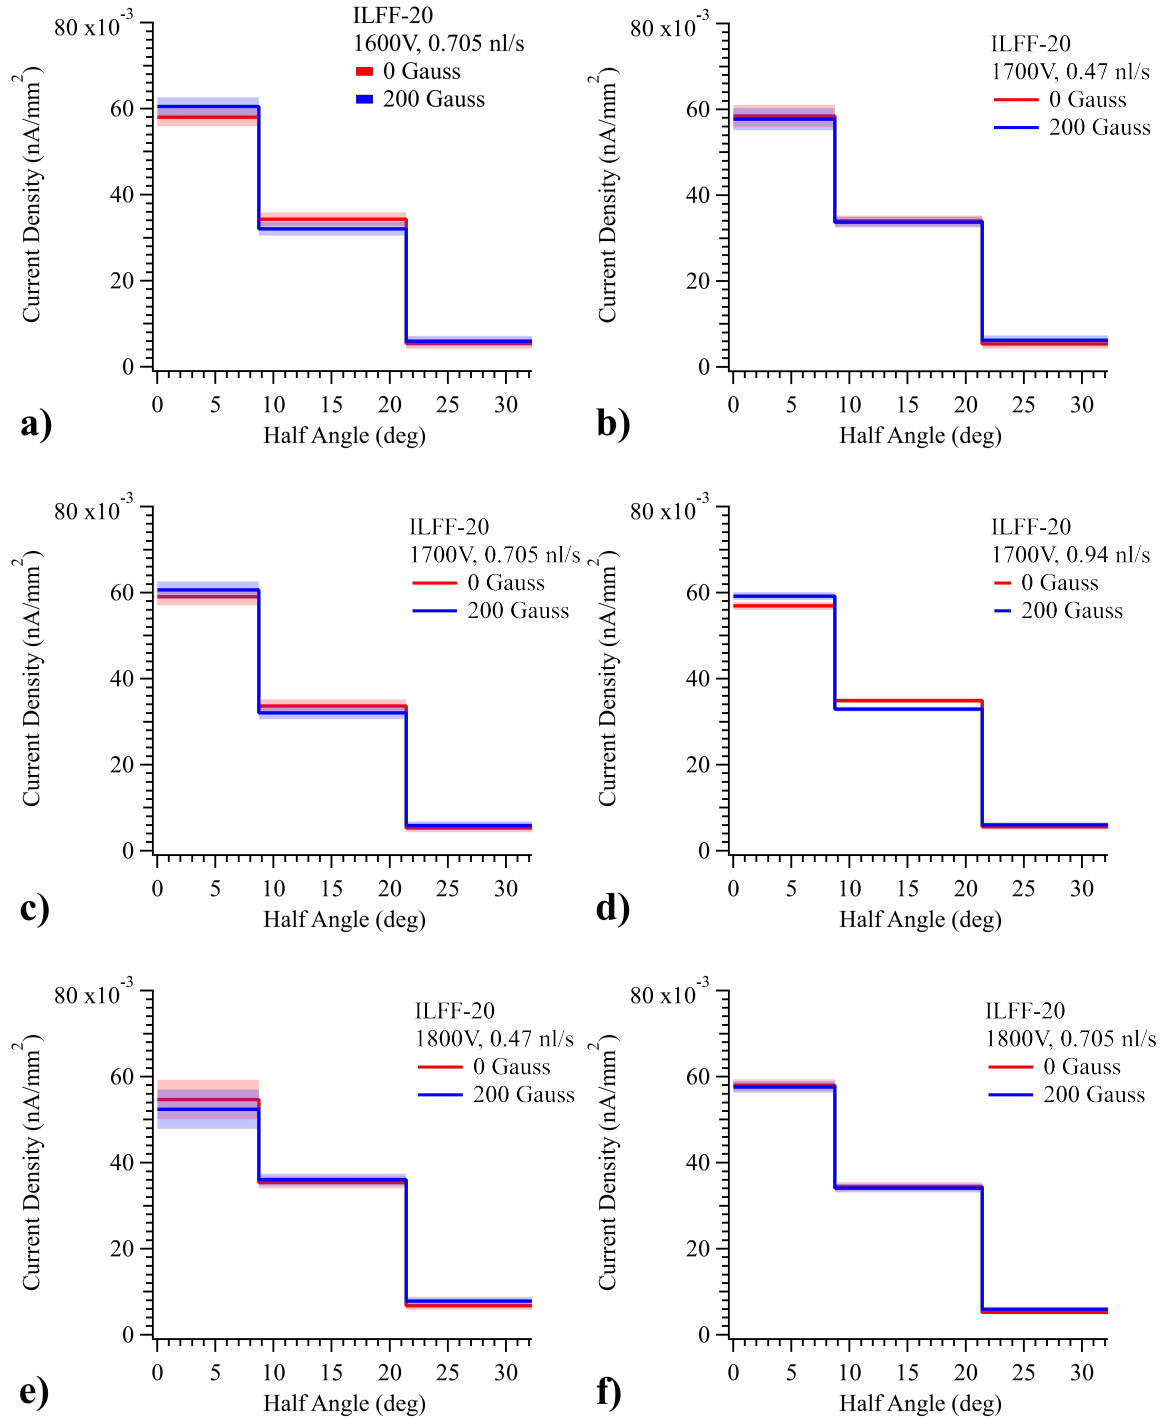 80 x10-3
60
40
20
0
Current Density (nA/mm2)
0 5 10 15 20 25 30
Half Angle (deg)
ILFF-20
1600V, 0.705 nl/s
0 Gauss
200 Gauss
a)
80 x10-3
60
40
20
0
Current Density (nA/mm2)
0 5 10 15 20 25 30
Half Angle (deg)
ILFF-20
1700V, 0.47 nl/s
0 Gauss
200 Gauss
b)
80 x10-3
60
40
20
0
Current Density (nA/mm2)
0 5 10 15 20 25 30
Half Angle (deg)
ILFF-20
1700V, 0.705 nl/s
0 Gauss
200 Gauss
c)
80 x10-3
60
40
20
0
Current Density (nA/mm2)
0 5 10 15 20 25 30
Half Angle (deg)
ILFF-20
1700V, 0.94 nl/s
0 Gauss
200 Gauss
d)
80 x10-3
60
40
20
0
Current Density (nA/mm2)
0 5 10 15 20 25 30
Half Angle (deg)
ILFF-20
1800V, 0.47 nl/s
0 Gauss
200 Gauss
e)
80 x10-3
60
40
20
0
Current Density (nA/mm2)
0 5 10 15 20 25 30
Half Angle (deg)
ILFF-20
1800V, 0.705 nl/s
0 Gauss
200 Gauss
f)